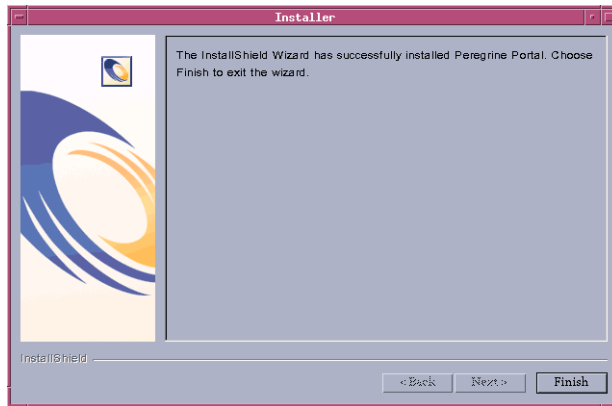 Installer
The InstallShield Wizard has successfully installed Peregrine Portal. Choose
Finish to exit the wizard.
InstallShield
< Back Next > Finish